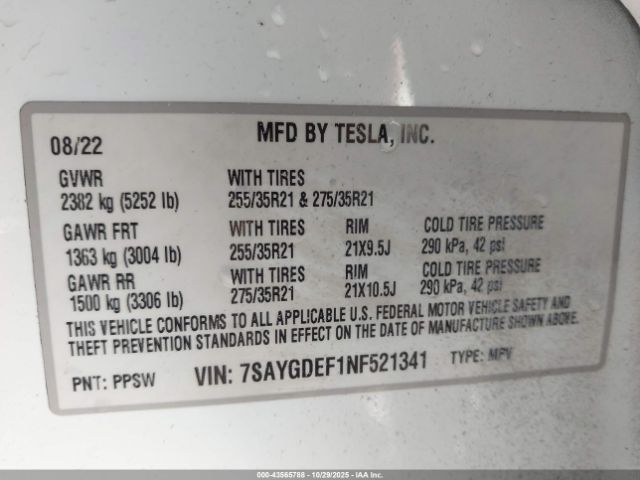 08/22 MFD BY TESLA, INC.
GVWR WITH TIRES
2382 kg (5252 lb) 255/35R21 & 275/35R21
GAWR FRT WITH TIRES RIM COLD TIRE PRESSURE
1363 kg (3004 lb) 255/35R21 21X9.5J 290 kPa, 42 psi
GAWR RR WITH TIRES RIM COLD TIRE PRESSURE
1500 kg (3306 lb) 275/35R21 21X10.5J 290 kPa, 42 psi
THIS VEHICLE CONFORMS TO ALL APPLICABLE U.S. FEDERAL MOTOR VEHICLE SAFETY AND
THEFT PREVENTION STANDARDS IN EFFECT ON THE DATE OF MANUFACTURE SHOWN ABOVE.
PNT: PPSW VIN: 7SAYGDEF1NF521341 TYPE: MPV
000-43565788 - 10/29/2025 - IAA Inc.